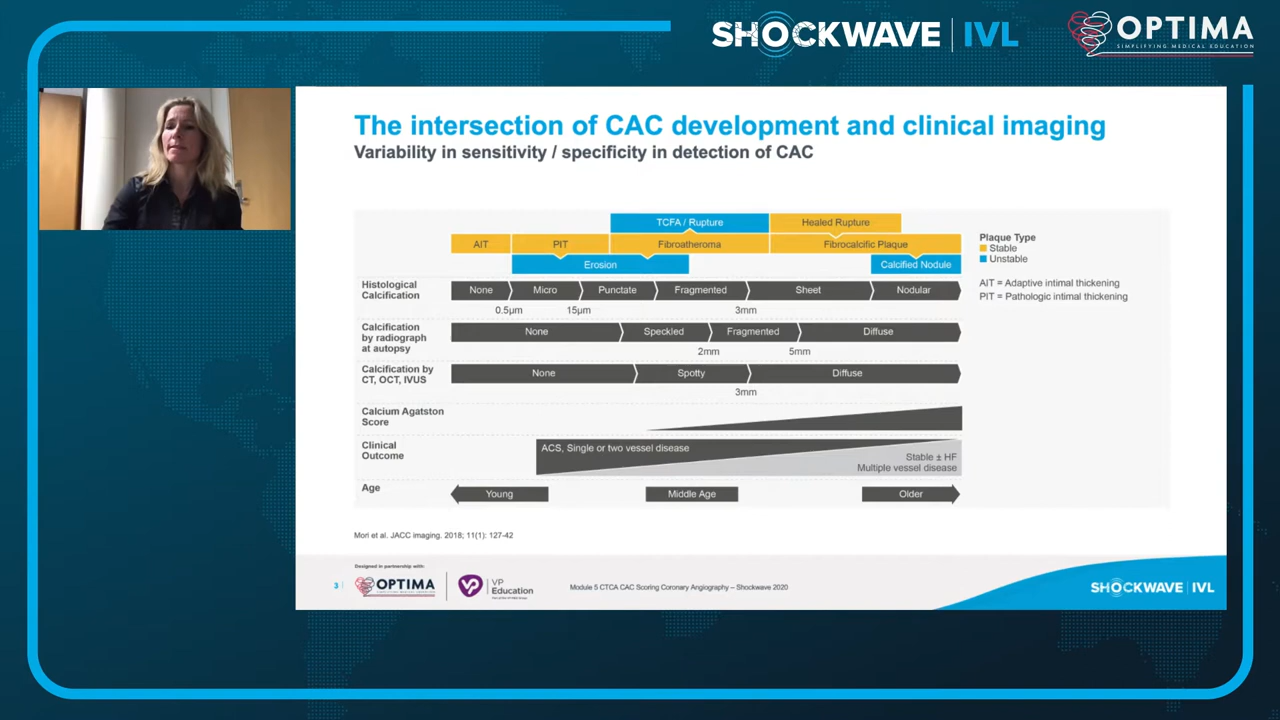 SHOCKWAVE | IVL
OPTIMA
SIMPLIFYING MEDICAL EDUCATION
The intersection of CAC development and clinical imaging
Variability in sensitivity / specificity in detection of CAC
TCFA / Rupture
Healed Rupture
AIT
PIT
Fibroatheroma
Fibrocalcific Plaque
Erosion
Calcified Nodule
Plaque Type
Stable
Unstable
AIT = Adaptive intimal thickening
PIT = Pathologic intimal thickening
Histological
Calcification
None
Micro
Punctate
Fragmented
Sheet
Nodular
0.5µm
15µm
3mm
Calcification
by radiograph
at autopsy
None
Speckled
Fragmented
Diffuse
2mm
5mm
Calcification by
CT, OCT, IVUS
None
Spotty
Diffuse
3mm
Calcium Agatston
Score
Clinical
Outcome
ACS, Single or two vessel disease
Stable ± HF
Multiple vessel disease
Age
Young
Middle Age
Older
Mori et al. JACC imaging. 2018; 11(1): 127-42
Designed in partnership with:
3
OPTIMA
VP
Education
Module 5 CTCA CAC Scoring Coronary Angiography – Shockwave 2020
SHOCKWAVE | IVL